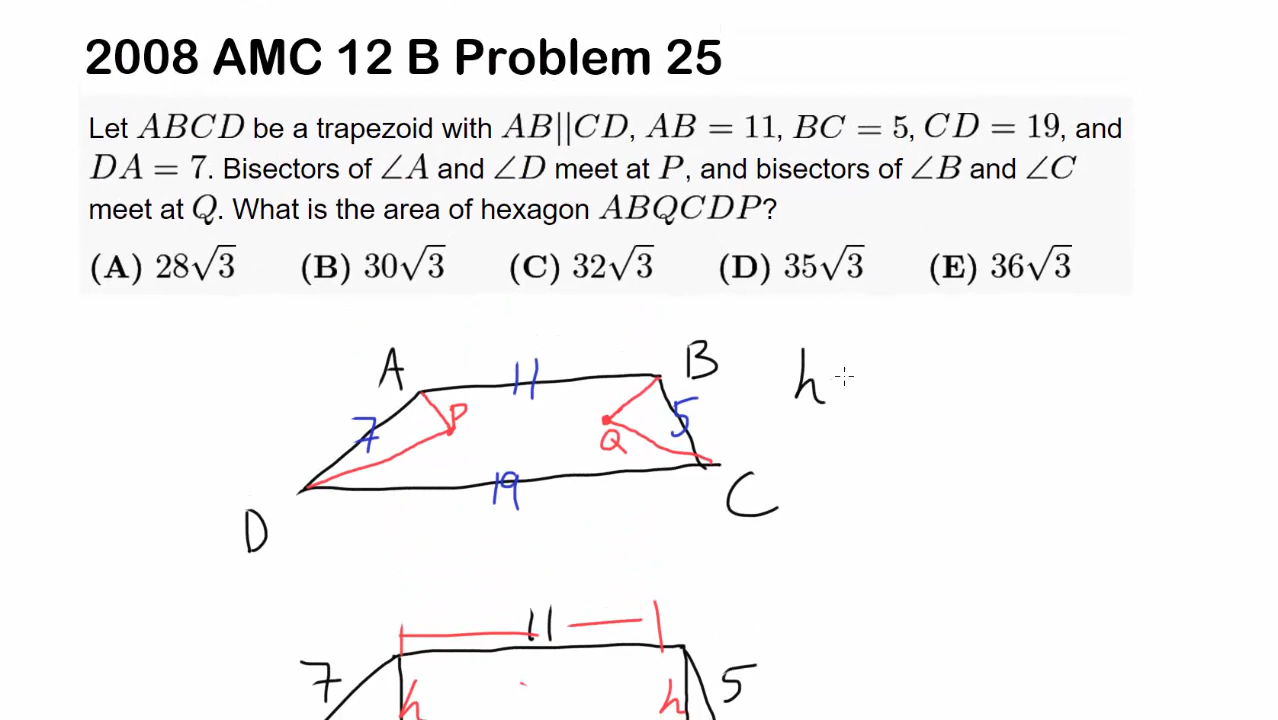 2008 AMC 12 B Problem 25
Let ABCD be a trapezoid with AB||CD, AB = 11, BC = 5, CD = 19, and
DA = 7. Bisectors of ∠A and ∠D meet at P, and bisectors of ∠B and ∠C
meet at Q. What is the area of hexagon ABQCDP?
(A) 28√3 (B) 30√3 (C) 32√3 (D) 35√3 (E) 36√3
A 11 B h
7 P Q 5
19
D C
11
7 5
h h